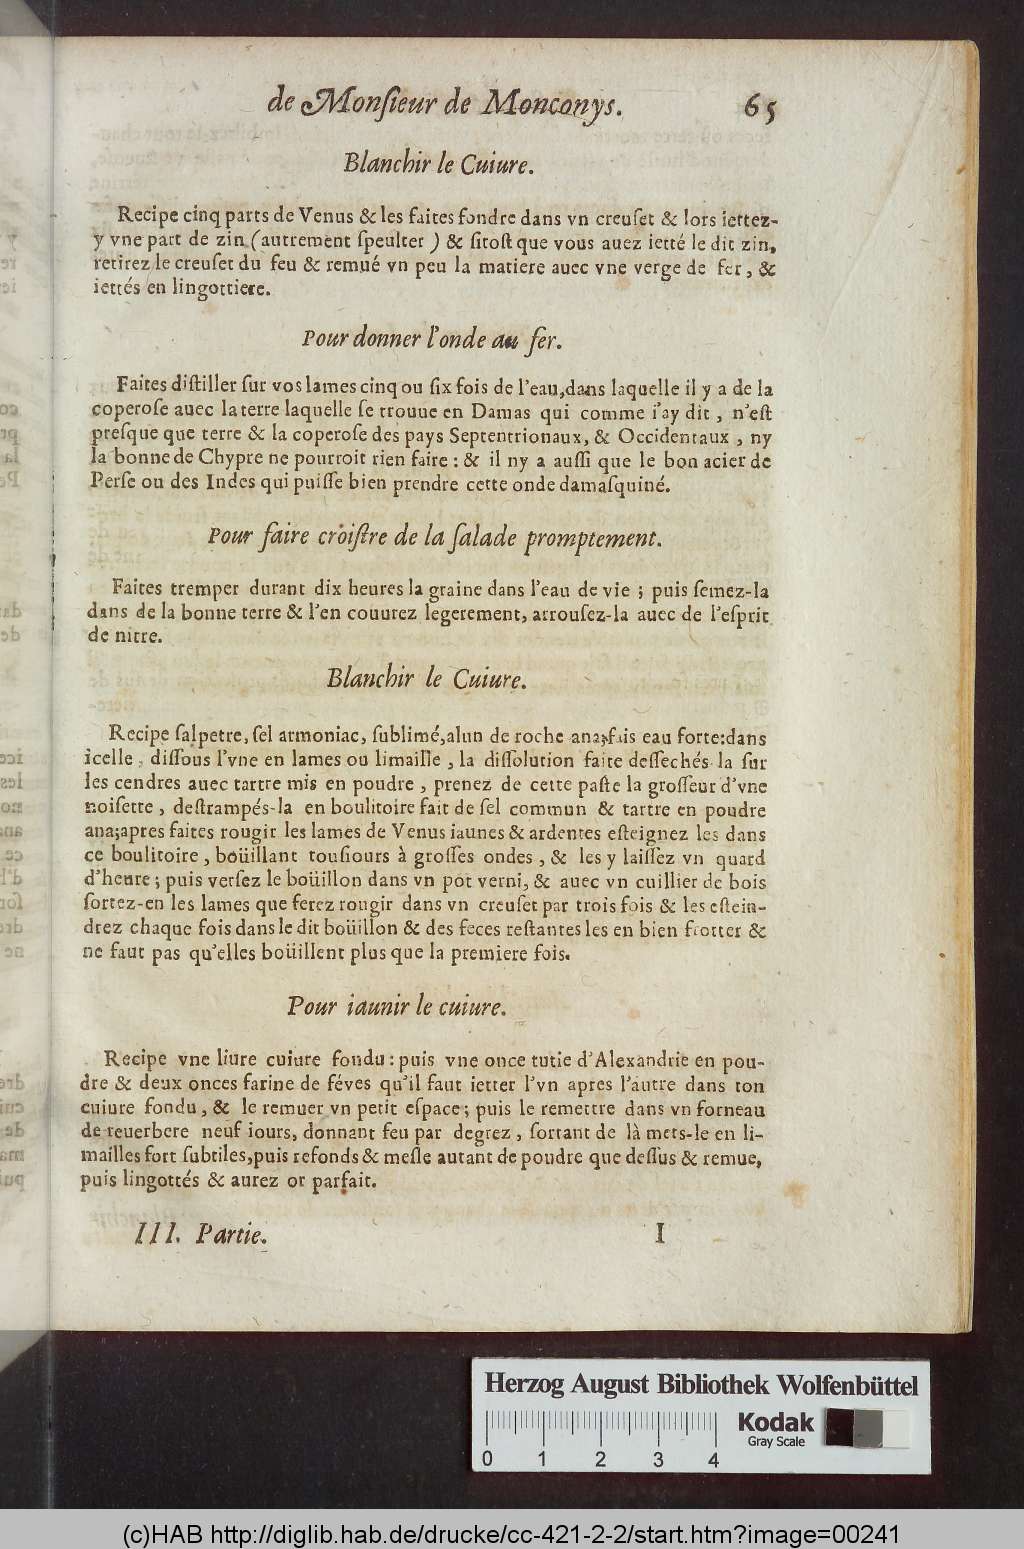 de Monſieur de Monconys. 65
Blanchir le Cuiure.
Recipe cinq parts de Venus & les faites fondre dans vn creuſet & lors iettez-
y vne part de zin (autrement ſpeulter) & ſitoſt que vous auez ietté le dit zin,
retirez le creuſet du feu & remué vn peu la matiere auec vne verge de fer, &
iettés en lingottiere.
Pour donner l'onde au fer.
Faites diſtiller ſur vos lames cinq ou ſix fois de l'eau, dans laquelle il y a de la
coperoſe auec la terre laquelle ſe trouue en Damas qui comme i'ay dit, n'eſt
preſque que terre & la coperoſe des pays Septentrionaux, & Occidentaux, ny
la bonne de Chypre ne pourroit rien faire: & il ny a auſſi que le bon acier de
Perſe ou des Indes qui puiſſe bien prendre cette onde damaſquiné.
Pour faire croiſtre de la ſalade promptement.
Faites tremper durant dix heures la graine dans l'eau de vie; puis ſemez-la
dans de la bonne terre & l'en couurez legerement, arrouſez-la auec de l'eſprit
de nitre.
Blanchir le Cuiure.
Recipe ſalpetre, ſel armoniac, ſublimé, alun de roche ana; fais eau forte: dans
icelle, diſſous l'vne en lames ou limaille, la diſſolution faite deſſechés-la ſur
les cendres auec tartre mis en poudre, prenez de cette paſte la groſſeur d'vne
noiſette, deſtrampés-la en boulitoire fait de ſel commun & tartre en poudre
ana; apres faites rougir les lames de Venus iaunes & ardentes eſteignez les dans
ce boulitoire, boüillant touſiours à groſſes ondes, & les y laiſſez vn quard
d'heure; puis verſez le boüillon dans vn pot verni, & auec vn cuillier de bois
ſortez-en les lames que ferez rougir dans vn creuſet par trois fois & les eſtein-
drez chaque fois dans le dit boüillon & des feces reſtantes les en bien frotter &
ne faut pas qu'elles boüillent plus que la premiere fois.
Pour iaunir le cuiure.
Recipe vne liure cuiure fondu: puis vne once tutie d'Alexandrie en pou-
dre & deux onces farine de féves qu'il faut ietter l'vn apres l'autre dans ton
cuiure fondu, & le remuer vn petit eſpace; puis le remettre dans vn forneau
de reuerbere neuf iours, donnant feu par degrez, ſortant de là mets-le en li-
mailles fort ſubtiles, puis refonds & meſle autant de poudre que deſſus & remue,
puis lingottés & aurez or parfait.
III. Partie. I
Herzog August Bibliothek Wolfenbüttel
0 1 2 3 4
Kodak
Gray Scale
(c)HAB http://diglib.hab.de/drucke/cc-421-2-2/start.htm?image=00241